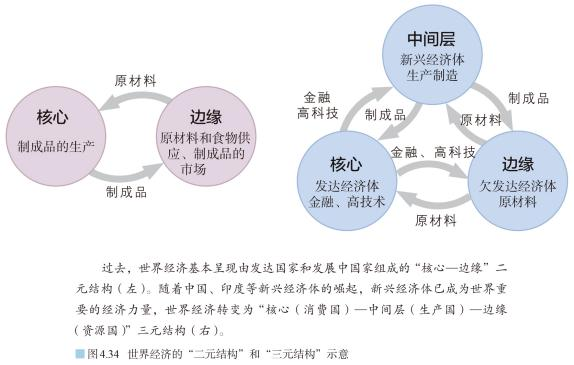 核心
制成品的生产
原材料
制成品
边缘
原材料和食物供
应、制成品的
市场
中间层
新兴经济体
生产制造
金融
高科技
制成品
制成品
原材料
核心
发达经济体
金融、高技术
金融、高科技
原材料
边缘
欠发达经济体
原材料
过去，世界经济基本呈现由发达国家和发展中国家组成的“核心—边缘”二
元结构（左）。随着中国、印度等新兴经济体的崛起，新兴经济体已成为世界重
要的经济力量，世界经济转变为“核心（消费国）—中间层（生产国）—边缘
（资源国）”三元结构（右）。
图4.34 世界经济的“二元结构”和“三元结构”示意